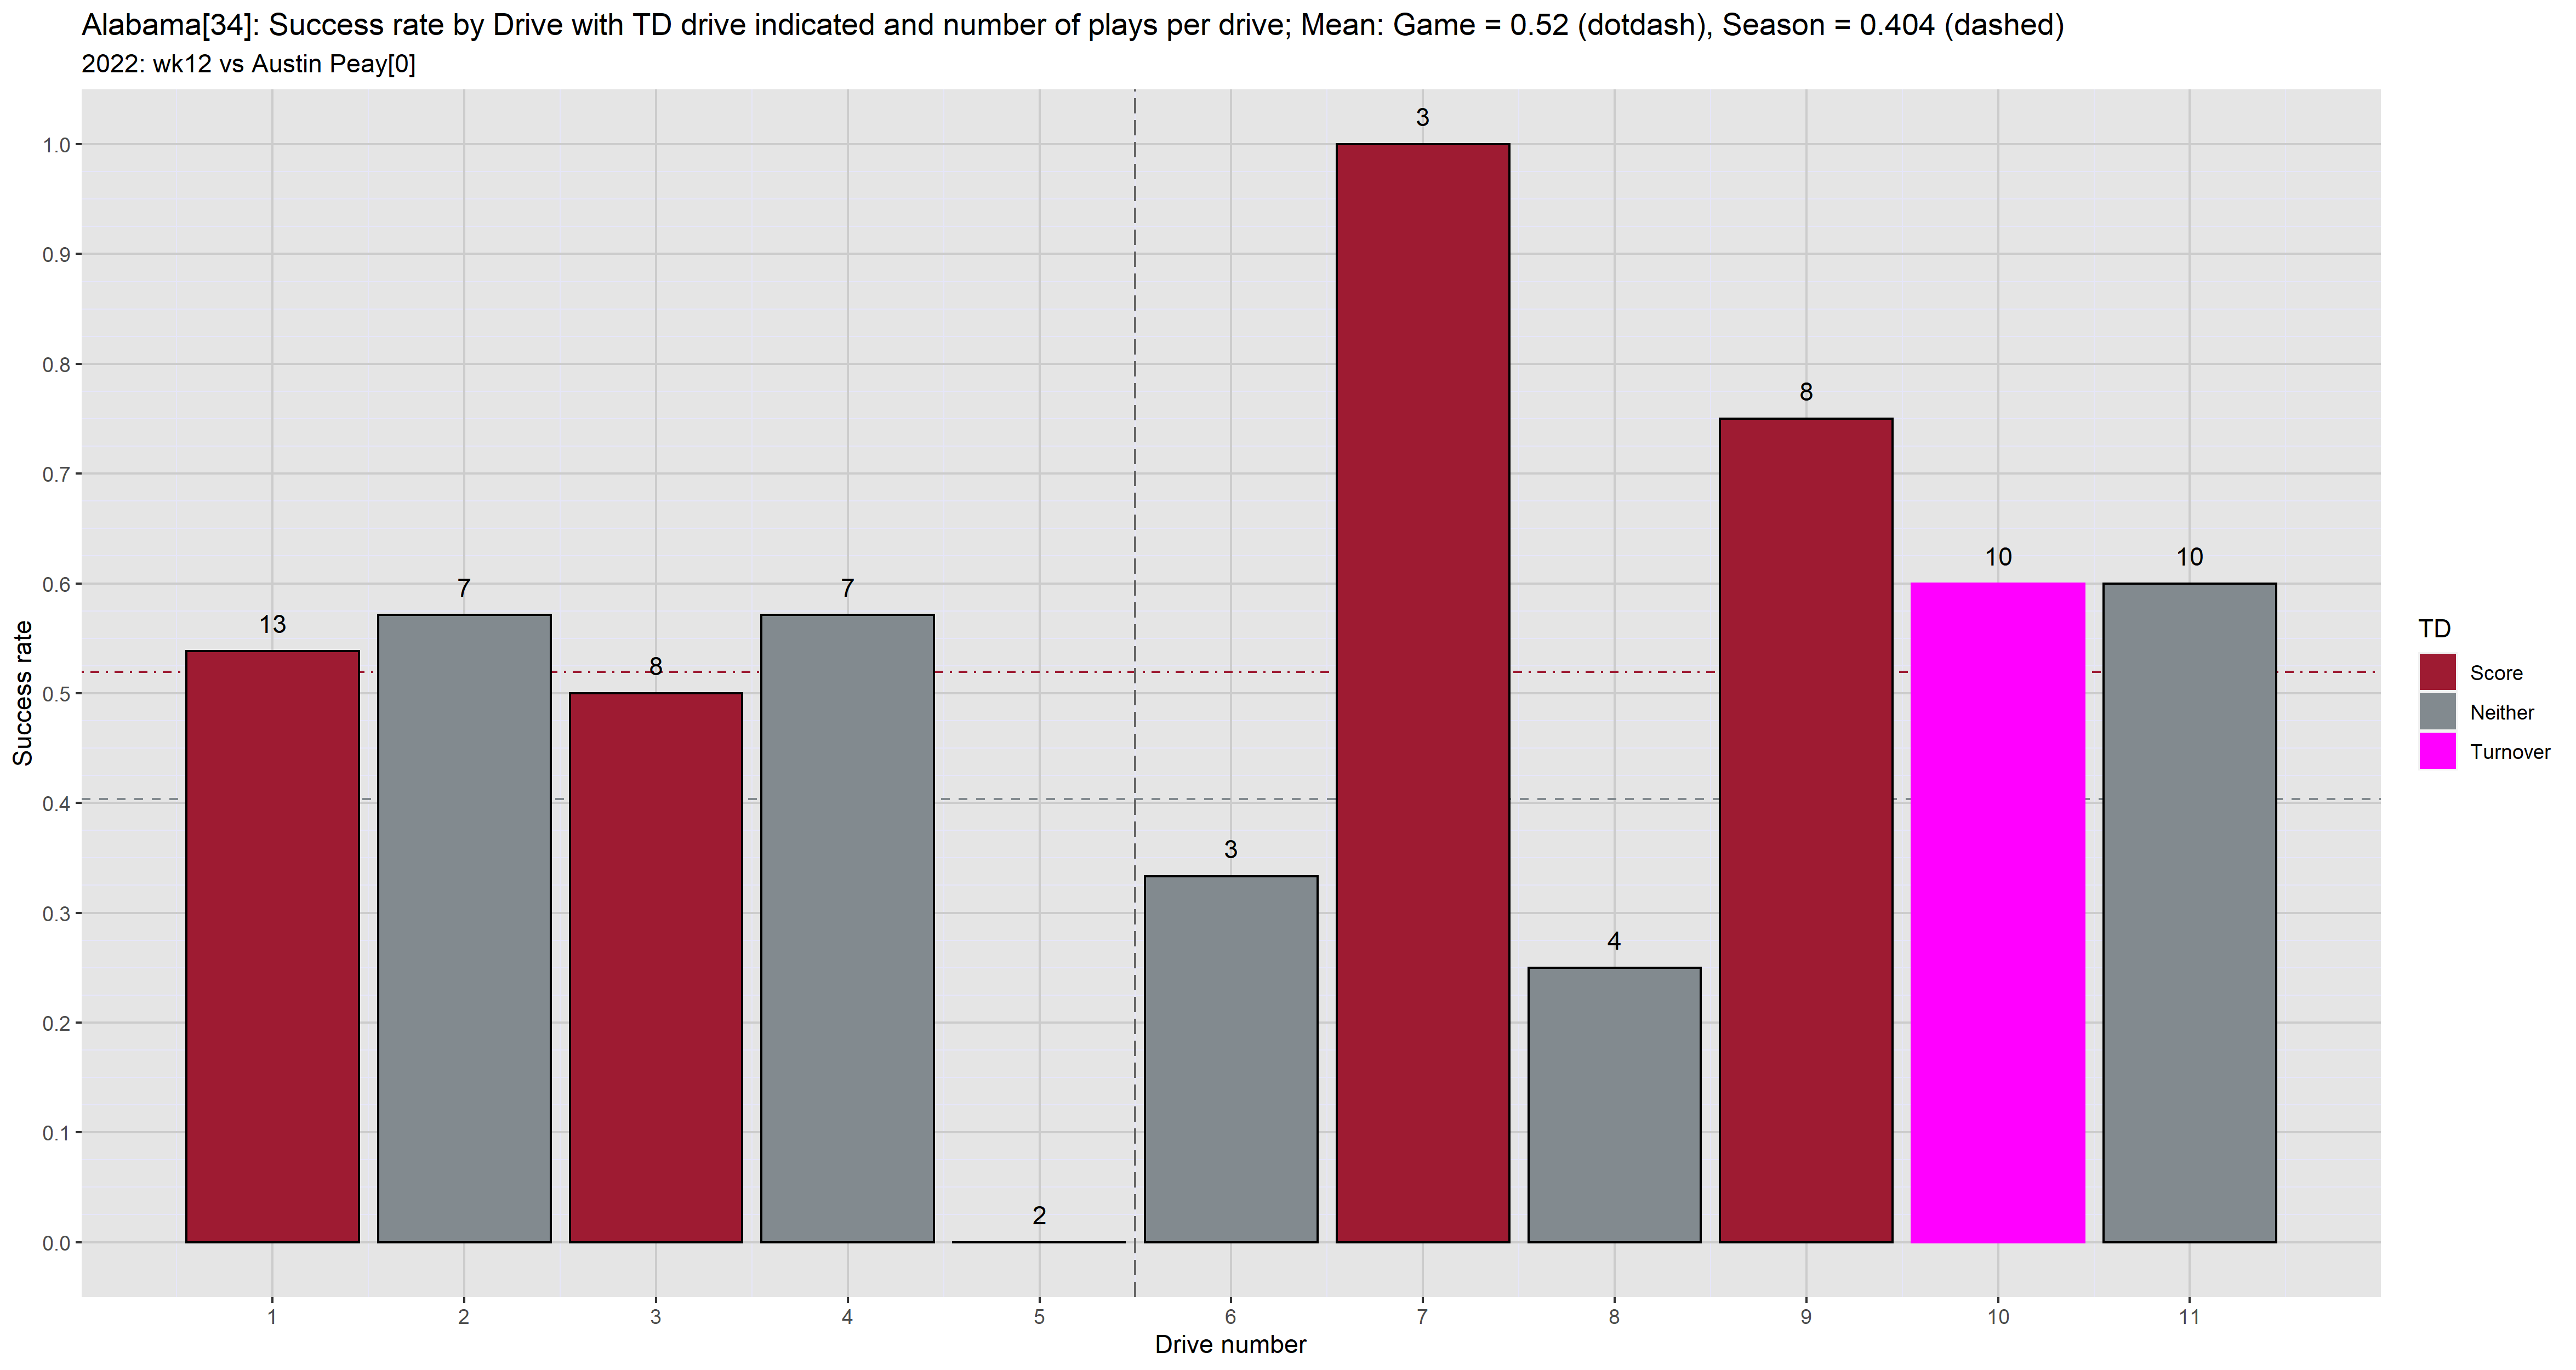 Alabama[34]: Success rate by Drive with TD drive indicated and number of plays per drive; Mean: Game = 0.52 (dotdash), Season = 0.404 (dashed)
2022: wk12 vs Austin Peay[0]
Success rate
1.0
0.9
0.8
0.7
0.6
0.5
0.4
0.3
0.2
0.1
0.0
13
7
8
7
2
3
3
4
8
10
10
1 2 3 4 5 6 7 8 9 10 11
Drive number
TD
Score
Neither
Turnover